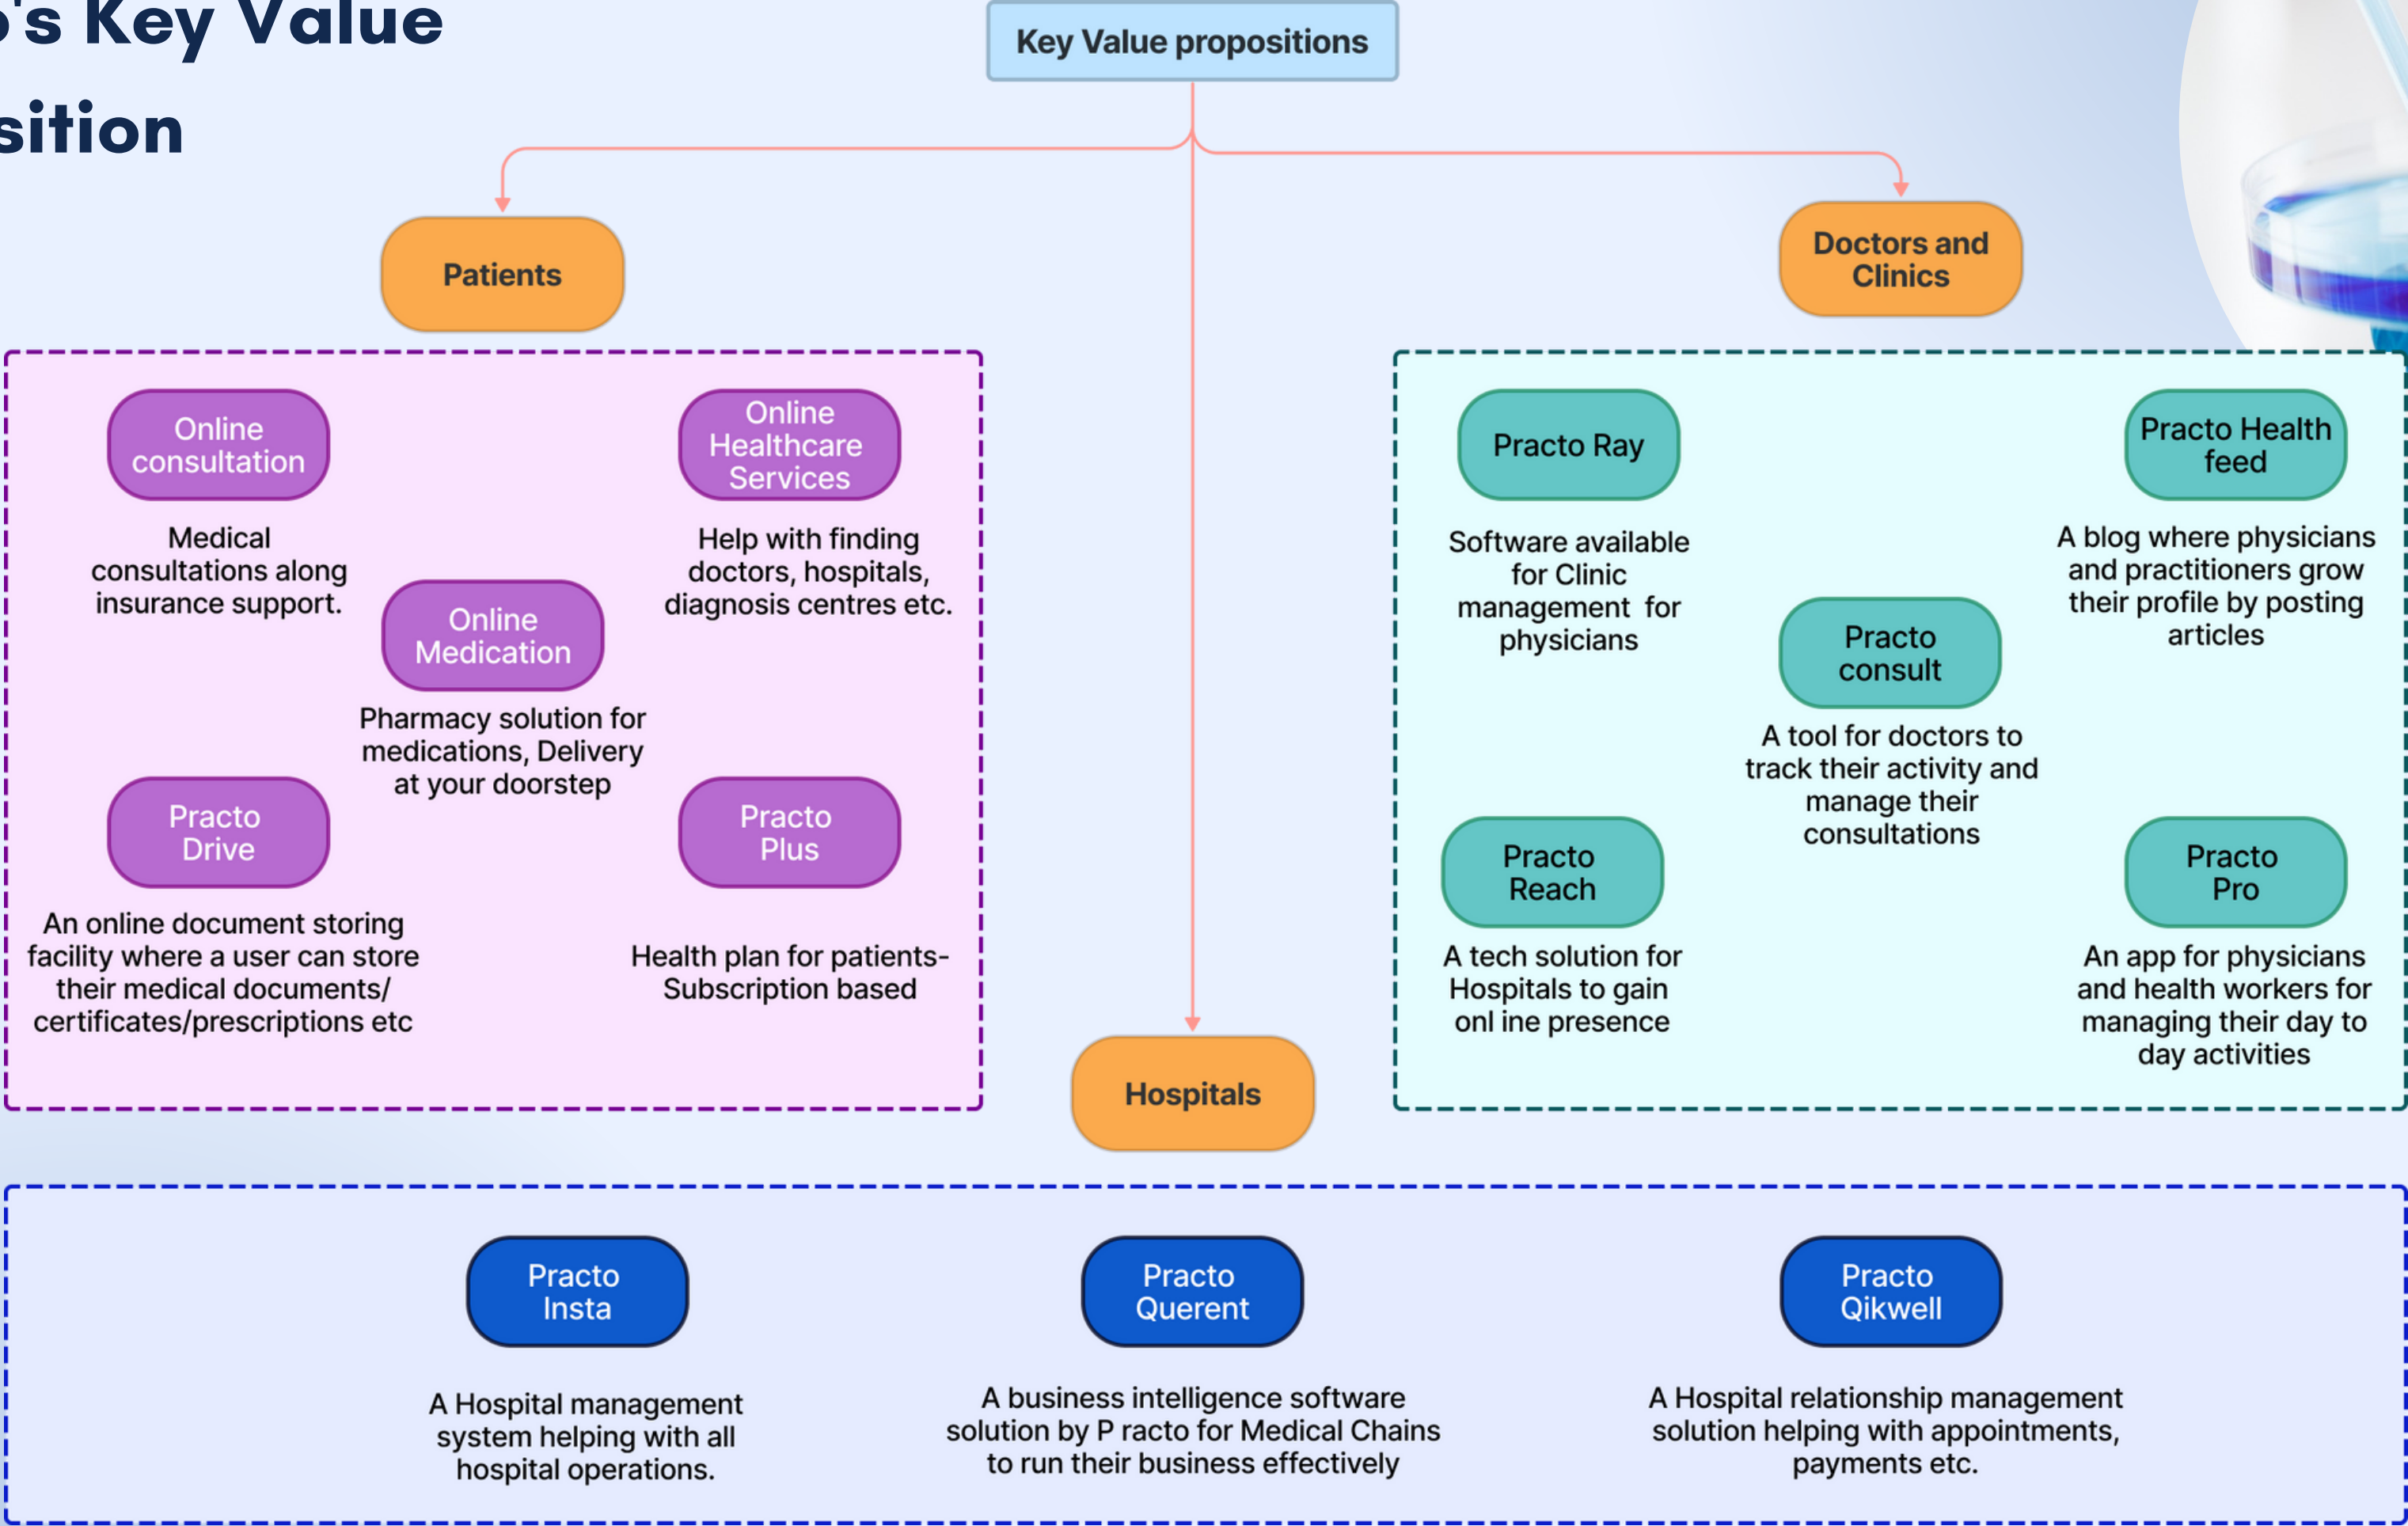 's Key Value
sition
Key Value propositions
Patients
Doctors and
Clinics
Online
consultation
Medical
consultations along
insurance support.
Online
Healthcare
Services
Help with finding
doctors, hospitals,
diagnosis centres etc.
Online
Medication
Pharmacy solution for
medications, Delivery
at your doorstep
Practo
Drive
An online document storing
facility where a user can store
their medical documents/
certificates/prescriptions etc
Practo
Plus
Health plan for patients-
Subscription based
Practo Ray
Software available
for Clinic
management  for
physicians
Practo Health
feed
A blog where physicians
and practitioners grow
their profile by posting
articles
Practo
consult
A tool for doctors to
track their activity and
manage their
consultations
Practo
Reach
A tech solution for
Hospitals to gain
onl ine presence
Practo
Pro
An app for physicians
and health workers for
managing their day to
day activities
Hospitals
Practo
Insta
A Hospital management
system helping with all
hospital operations.
Practo
Querent
A business intelligence software
solution by P racto for Medical Chains
to run their business effectively
Practo
Qikwell
A Hospital relationship management
solution helping with appointments,
payments etc.